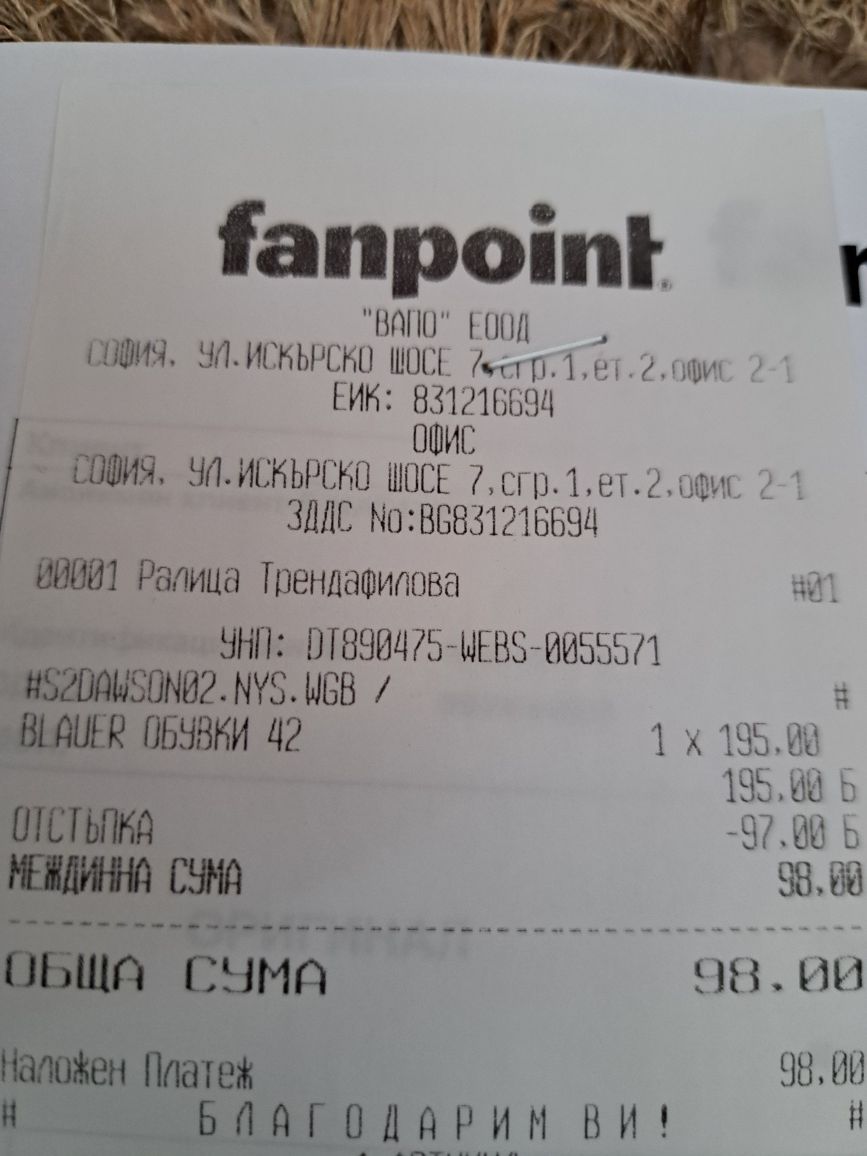 fanpoint®
"ВАПО" ЕООД
СОФИЯ, УЛ.ИСКЪРСКО ШОСЕ 7,сгр.1,ет.2,офис 2-1
ЕИК: 831216694
ОФИС
СОФИЯ, УЛ.ИСКЪРСКО ШОСЕ 7,сгр.1,ет.2,офис 2-1
ЗДДС No:BG831216694
00001 Ралица Трендафилова #01
УНП: DT890475-WEBS-0055571
#S2DAWSON02.NYS.WGB / #
BLAUER ОБУВКИ 42 1 x 195.00
195.00 Б
ОТСТЪПКА -97.00 Б
МЕЖДИННА СУМА 98.00
ОРИГИНАЛ
ОБЩА СУМА 98.00
Наложен Платеж 98.00
# БЛАГОДАРИМ ВИ! #